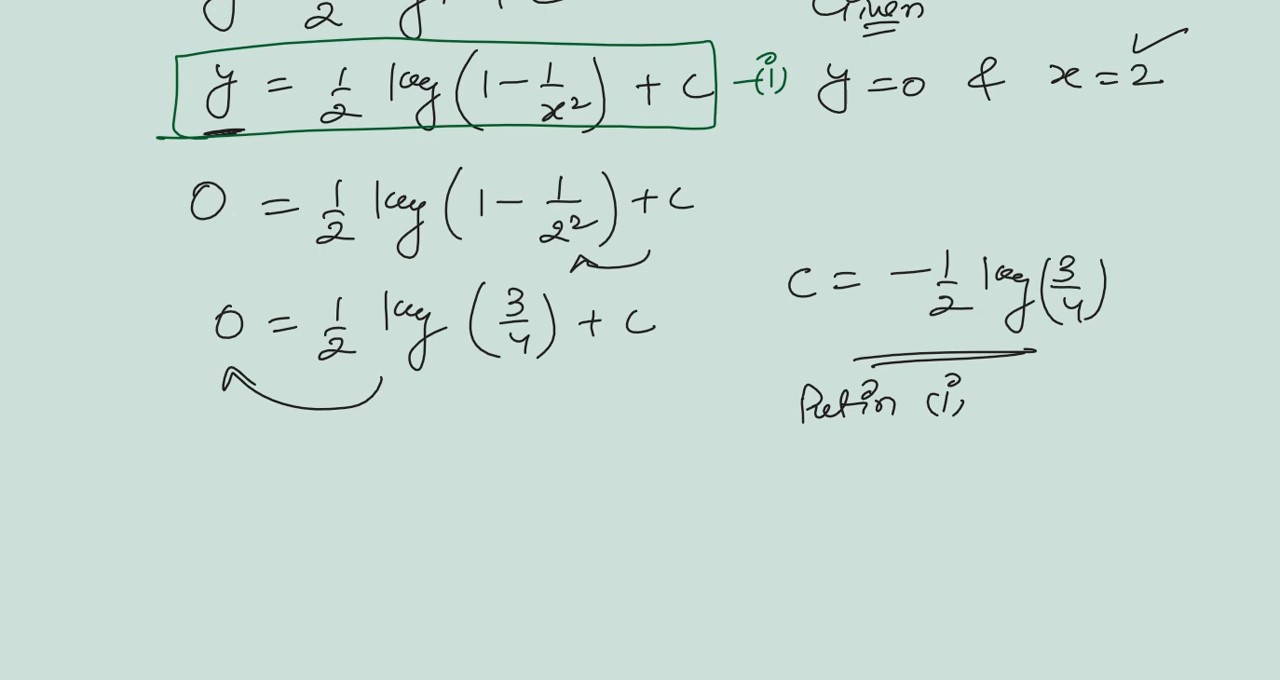 Given
y = 1/2 log(1 - 1/x²) + c -(i) y = 0 & x = 2 ✓
0 = 1/2 log(1 - 1/2²) + c
0 = 1/2 log(3/4) + c
c = -1/2 log(3/4)
Put in (i)